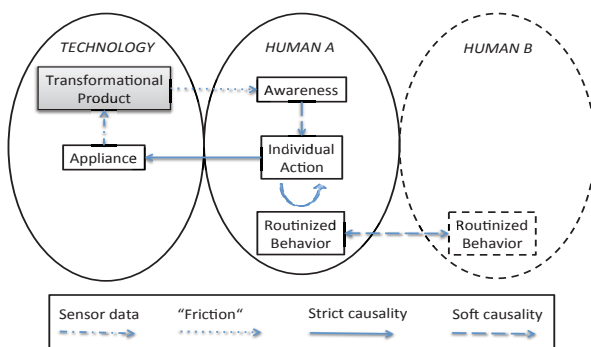 TECHNOLOGY
HUMAN A
HUMAN B
Transformational
Product
Awareness
Appliance
Individual
Action
Routinized
Behavior
Routinized
Behavior
Sensor data
“Friction“
Strict causality
Soft causality